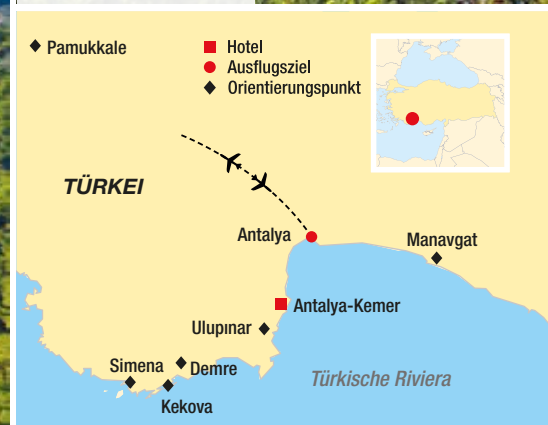 Pamukkale
Hotel
Ausflugsziel
Orientierungspunkt
TÜRKEI
Antalya
Manavgat
Antalya-Kemer
Ulupınar
Simena
Demre
Kekova
Türkische Riviera